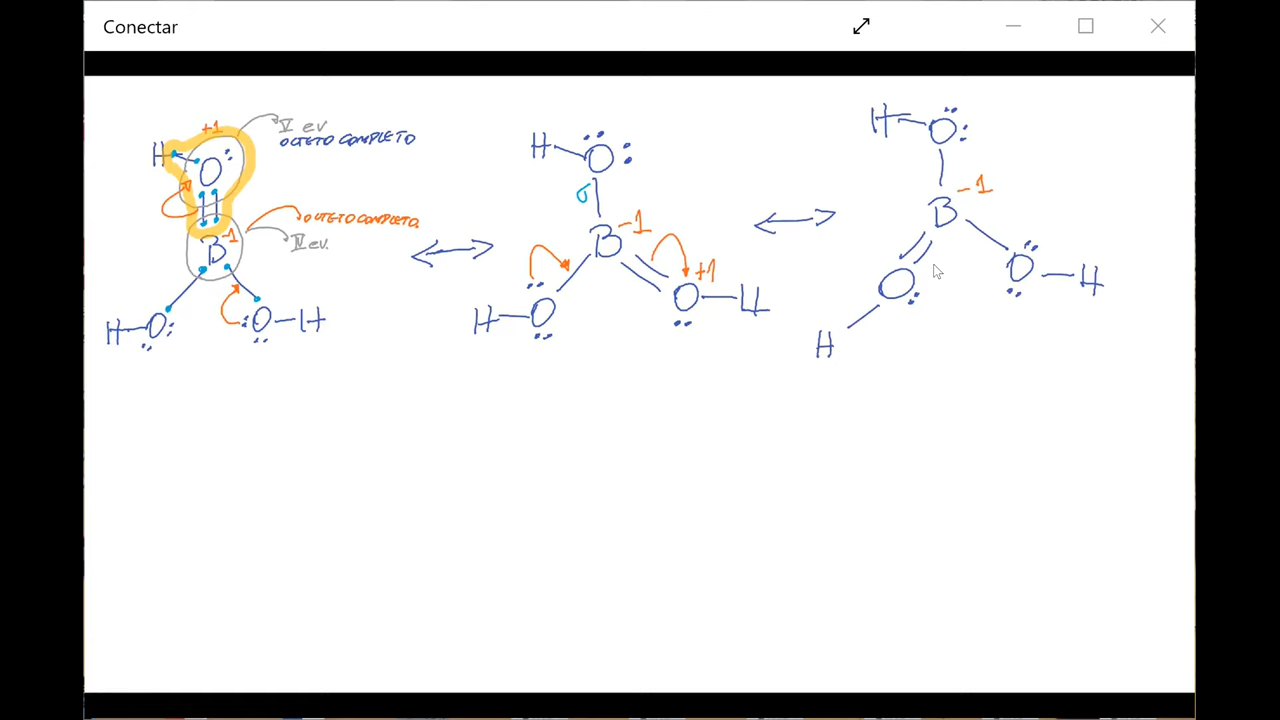 Conectar
+1
V ev
OCTETO COMPLETO
H O
-1
OCTETO COMPLETO.
B
IV ev.
H O
O H
H O
σ
B -1
+1
H O
O H
H O
-1
B
O
O H
H